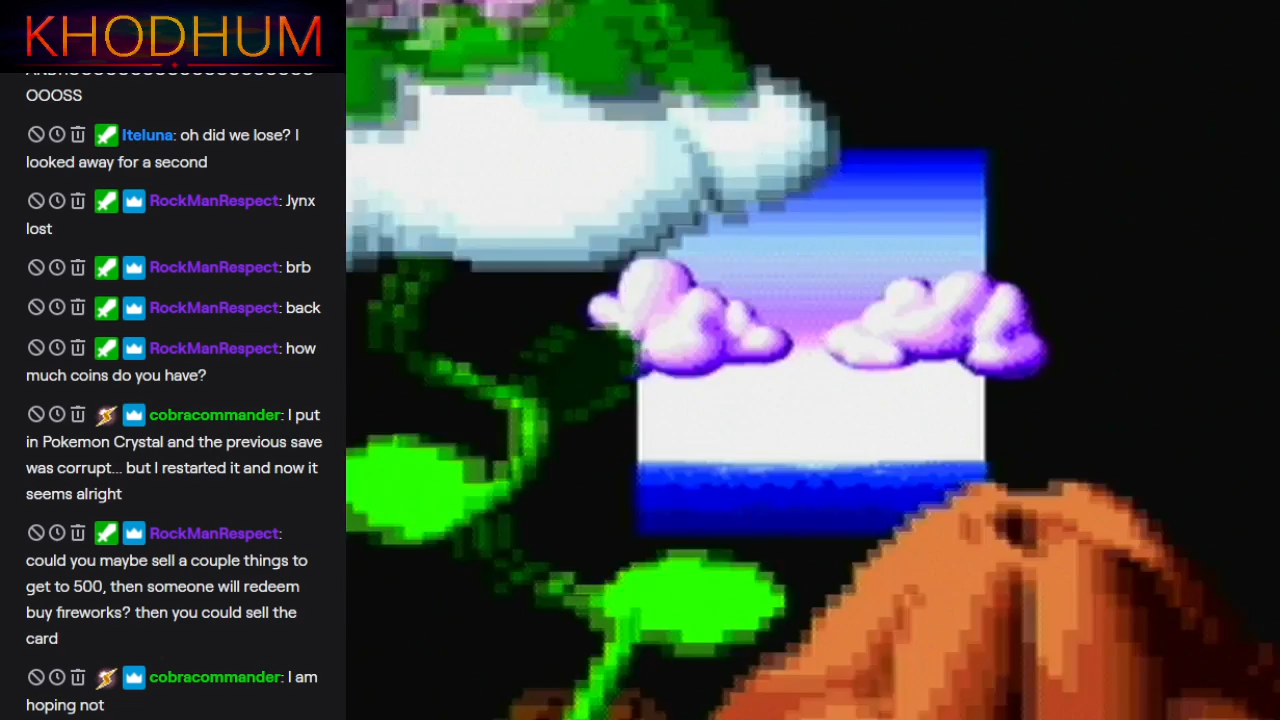 KHODHUM
OOOSS
Iteluna: oh did we lose? I
looked away for a second
RockManRespect: Jynx
lost
RockManRespect: brb
RockManRespect: back
RockManRespect: how
much coins do you have?
cobracommander: I put
in Pokemon Crystal and the previous save
was corrupt... but I restarted it and now it
seems alright
RockManRespect:
could you maybe sell a couple things to
get to 500, then someone will redeem
buy fireworks? then you could sell the
card
cobracommander: I am
hoping not